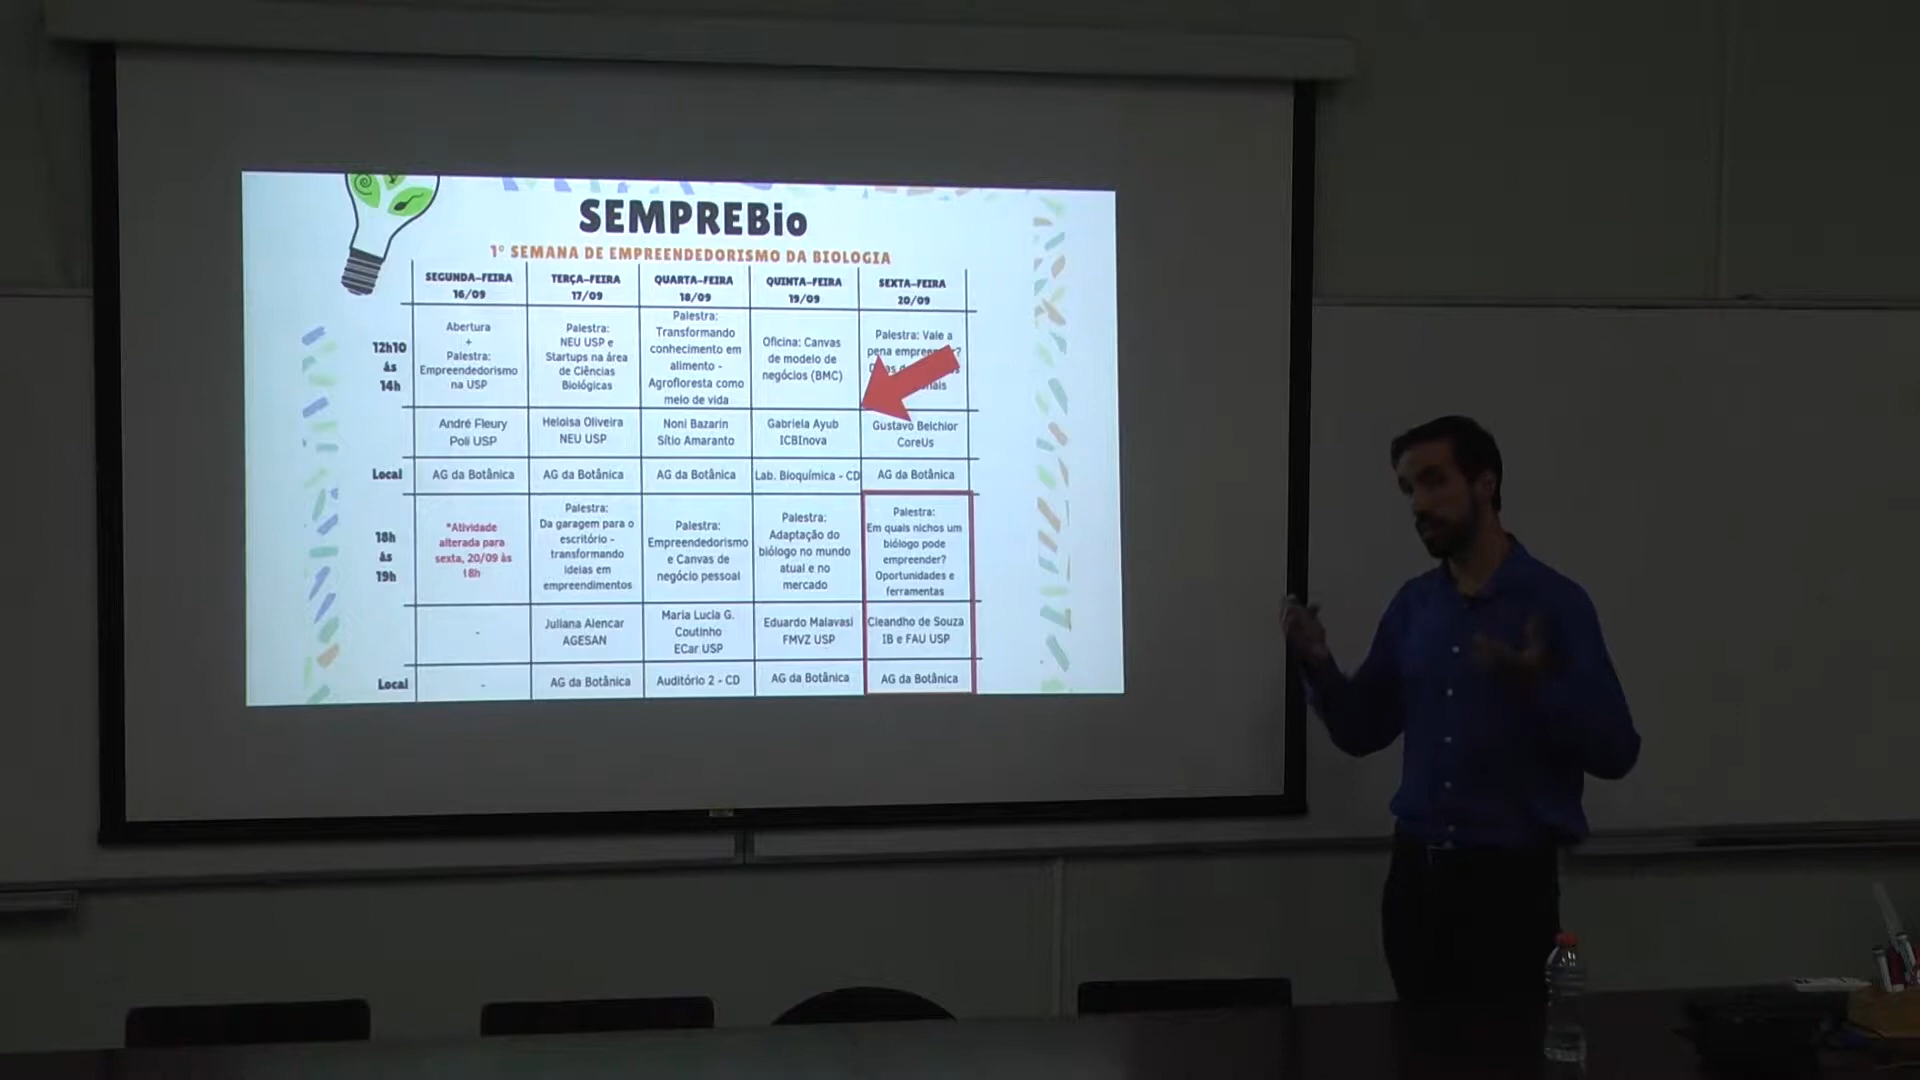 SEMPREBio
1º SEMANA DE EMPREENDEDORISMO DA BIOLOGIA
SEGUNDA-FEIRA
16/09
TERÇA-FEIRA
17/09
QUARTA-FEIRA
18/09
QUINTA-FEIRA
19/09
SEXTA-FEIRA
20/09
12h10
às
14h
Abertura
+
Palestra:
Empreendedorismo
na USP
Palestra:
NEU USP e
Startups na área
de Ciências
Biológicas
Palestra:
Transformando
conhecimento em
alimento -
Agrofloresta como
meio de vida
Oficina: Canvas
de modelo de
negócios (BMC)
Palestra: Vale a
pena empreender?
André Fleury
Poli USP
Heloisa Oliveira
NEU USP
Noni Bazarin
Sítio Amaranto
Gabriela Ayub
ICBInova
Gustavo Belchior
CoreUs
Local
AG da Botânica
AG da Botânica
AG da Botânica
Lab. Bioquímica - CD
AG da Botânica
18h
às
19h
*Atividade
alterada para
sexta, 20/09 às
18h
Palestra:
Da garagem para o
escritório -
transformando
ideias em
empreendimentos
Palestra:
Empreendedorismo
e Canvas de
negócio pessoal
Palestra:
Adaptação do
biólogo no mundo
atual e no
mercado
Palestra:
Em quais nichos um
biólogo pode
empreender?
Oportunidades e
ferramentas
-
Juliana Alencar
AGESAN
Maria Lucia G.
Coutinho
ECar USP
Eduardo Malavasi
FMVZ USP
Cleandho de Souza
IB e FAU USP
Local
-
AG da Botânica
Auditório 2 - CD
AG da Botânica
AG da Botânica